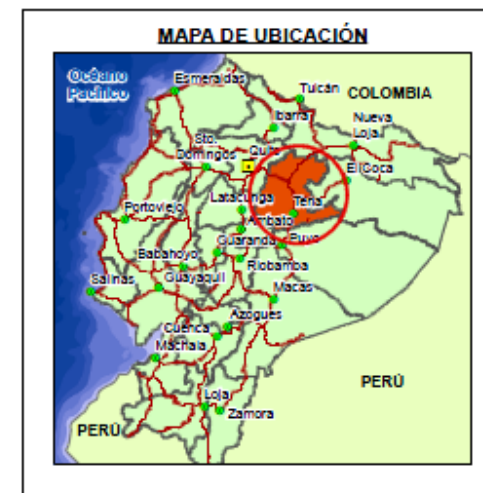 MAPA DE UBICACIÓN
Océano
Pacífico
Esmeraldas
Tulcán
COLOMBIA
Ibarra
Nueva
Loja
Sto.
Domingos
Quito
El Coca
Latacunga
Tena
Portoviejo
Ambato
Puyo
Guaranda
Babahoyo
Riobamba
Salinas
Guayaquil
Macas
Azogues
Cuenca
Machala
PERÚ
Loja
Zamora
PERÚ